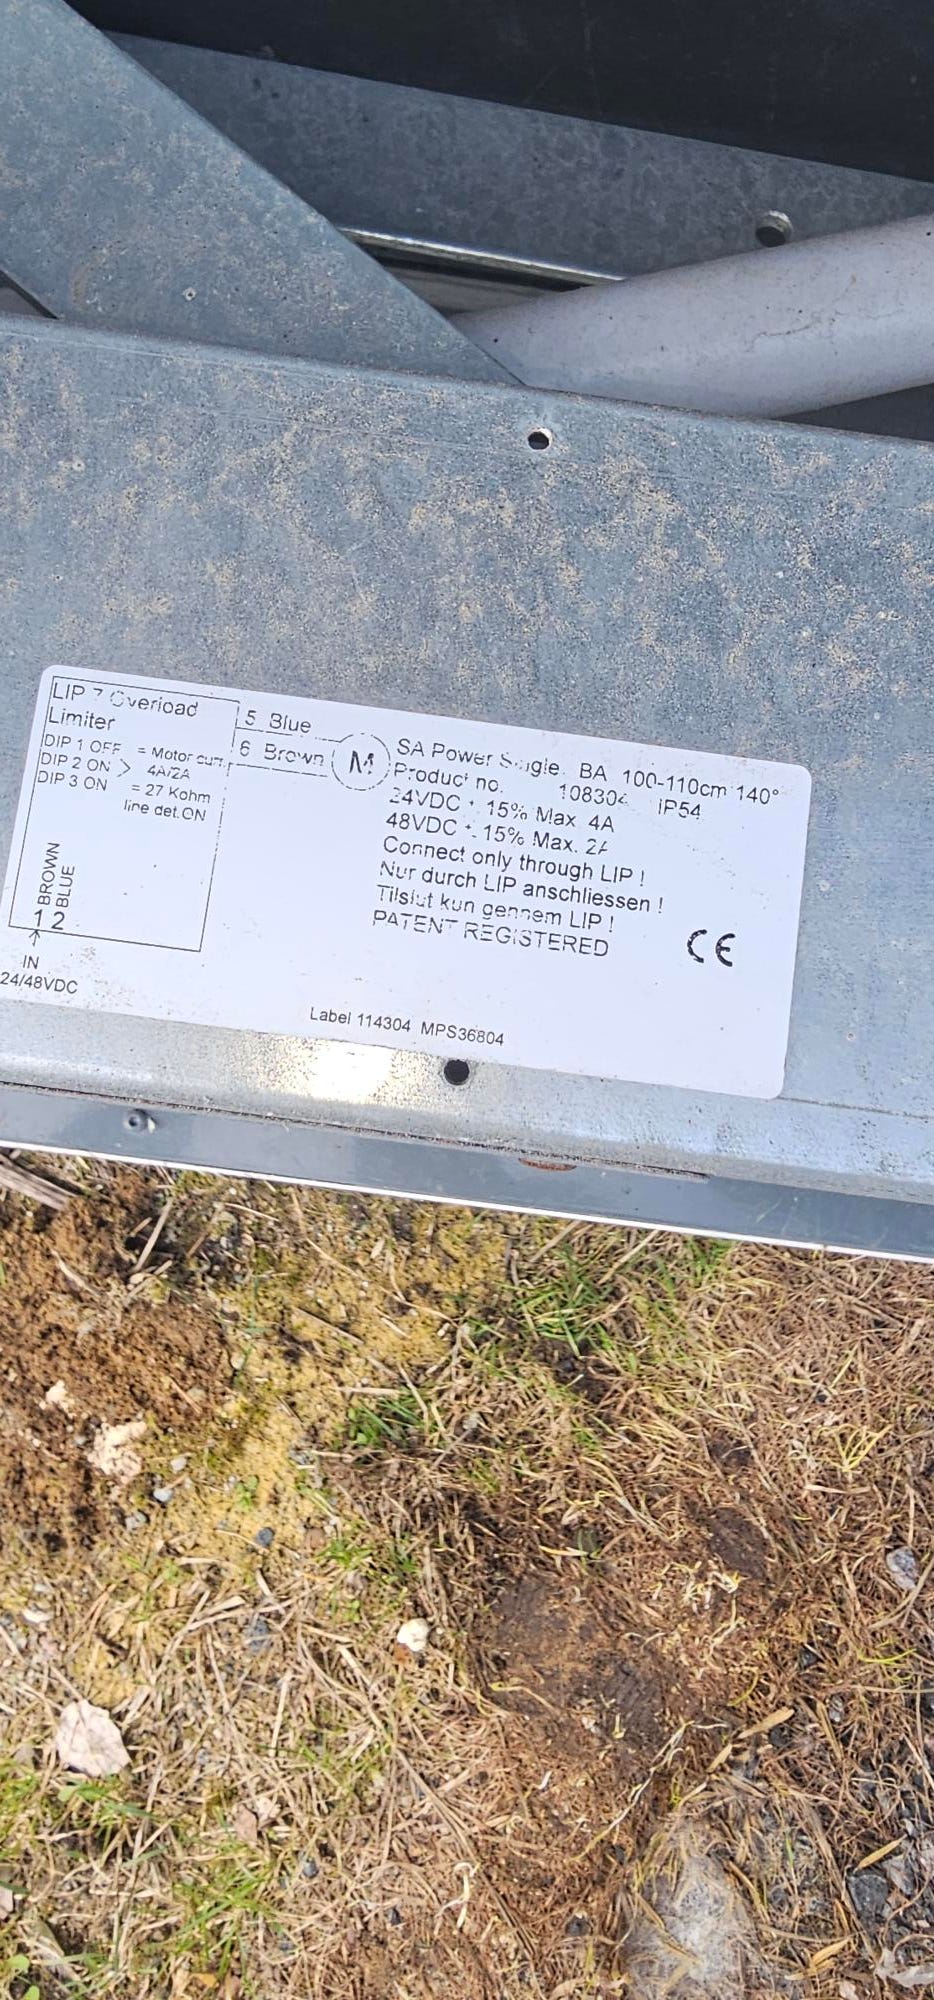 LIP 7 Overload
Limiter
DIP 1 OFF = Motor curr.
DIP 2 ON > 4A/2A
DIP 3 ON = 27 Kohm
line det.ON
BROWN
BLUE
1 2
IN
24/48VDC
5 Blue
6 Brown
M
SA Power Single, BA 100-110cm 140°
Product no. IP54
24VDC 15% Max. 4A
48VDC 15% Max.
Connect only through LIP !
Nur durch LIP anschliessen !
Tilslut kun gennem LIP !
PATENT REGISTERED
CE
Label 114304 MPS36804